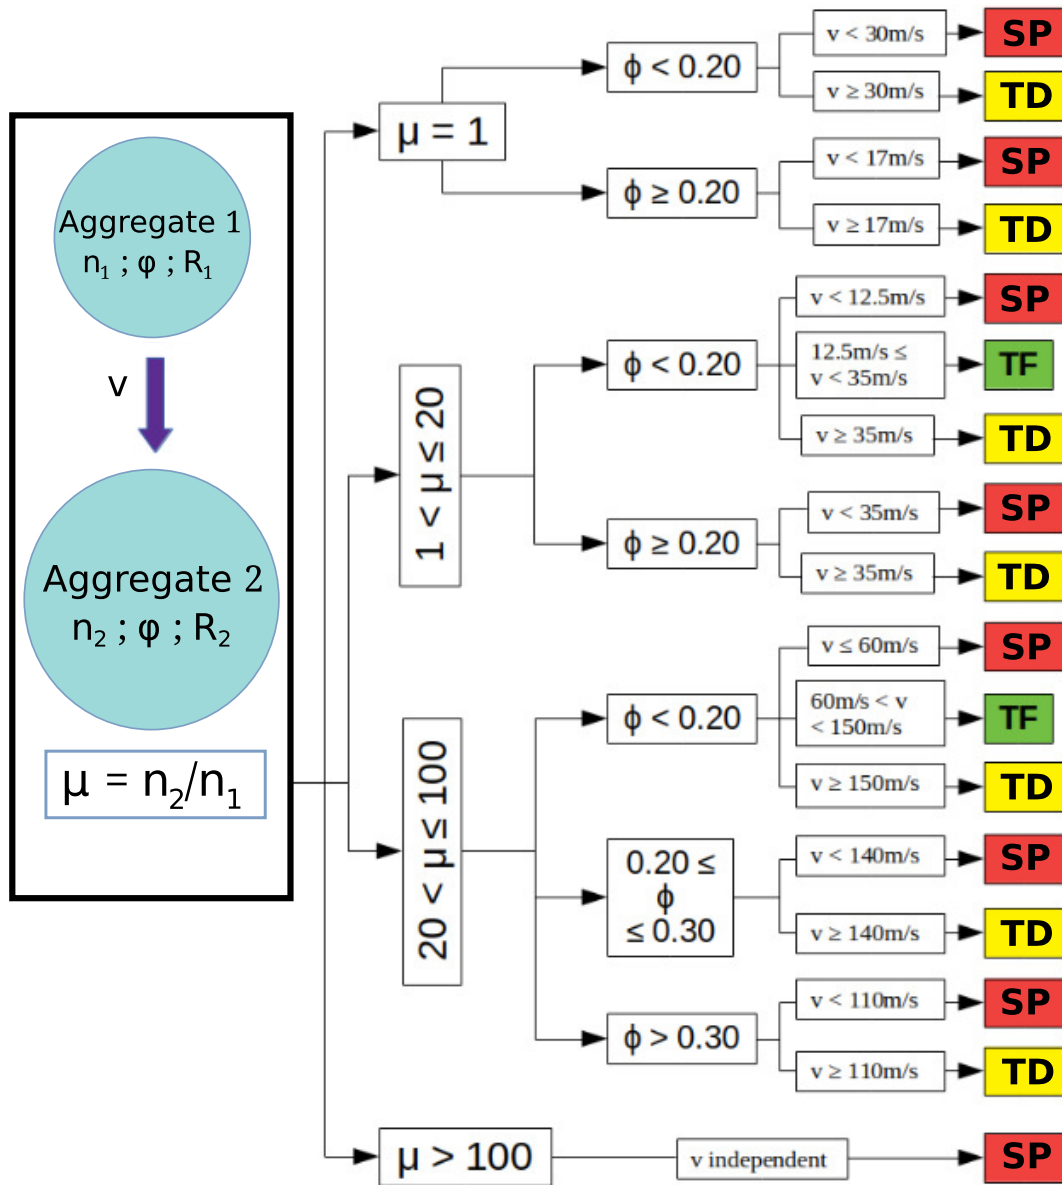 Aggregate 1
n₁ ; φ ; R₁
v
Aggregate 2
n₂ ; φ ; R₂
μ = n₂/n₁
μ = 1
ϕ < 0.20
v < 30m/s
SP
v ≥ 30m/s
TD
ϕ ≥ 0.20
v < 17m/s
SP
v ≥ 17m/s
TD
1 < μ ≤ 20
ϕ < 0.20
v < 12.5m/s
SP
12.5m/s ≤
v < 35m/s
TF
v ≥ 35m/s
TD
ϕ ≥ 0.20
v < 35m/s
SP
v ≥ 35m/s
TD
20 < μ ≤ 100
ϕ < 0.20
v ≤ 60m/s
SP
60m/s < v
< 150m/s
TF
v ≥ 150m/s
TD
0.20 ≤
ϕ
≤ 0.30
v < 140m/s
SP
v ≥ 140m/s
TD
ϕ > 0.30
v < 110m/s
SP
v ≥ 110m/s
TD
μ > 100
v independent
SP